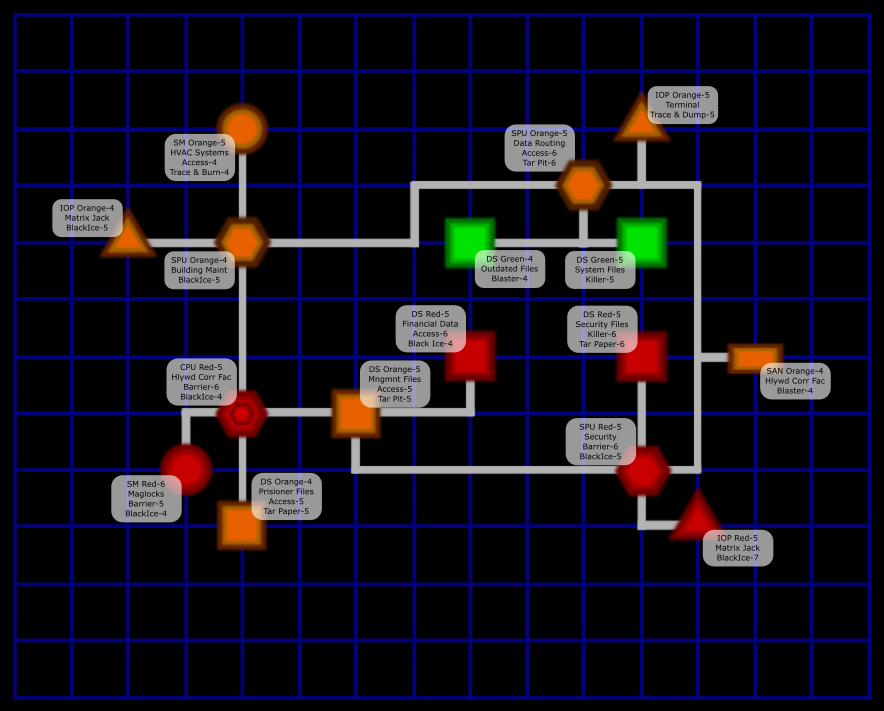 IOP Orange-5
Terminal
Trace & Dump-5
SPU Orange-5
Data Routing
Access-6
Tar Pit-6
SM Orange-5
HVAC Systems
Access-4
Trace & Burn-4
IOP Orange-4
Matrix Jack
BlackIce-5
SPU Orange-4
Building Maint
BlackIce-5
DS Green-4
Outdated Files
Blaster-4
DS Green-5
System Files
Killer-5
DS Red-5
Financial Data
Access-6
Black Ice-4
DS Red-5
Security Files
Killer-6
Tar Paper-6
CPU Red-5
Hlywd Corr Fac
Barrier-6
BlackIce-4
DS Orange-5
Mngmnt Files
Access-5
Tar Pit-5
SAN Orange-4
Hlywd Corr Fac
Blaster-4
SPU Red-5
Security
Barrier-6
BlackIce-5
SM Red-6
Maglocks
Barrier-5
BlackIce-4
DS Orange-4
Prisioner Files
Access-5
Tar Paper-5
IOP Red-5
Matrix Jack
BlackIce-7